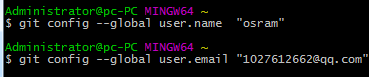 Administrator@pc-PC MINGW64 ~
$ git config --global user.name  "osram"
Administrator@pc-PC MINGW64 ~
$ git config --global user.email "1027612662@qq.com"